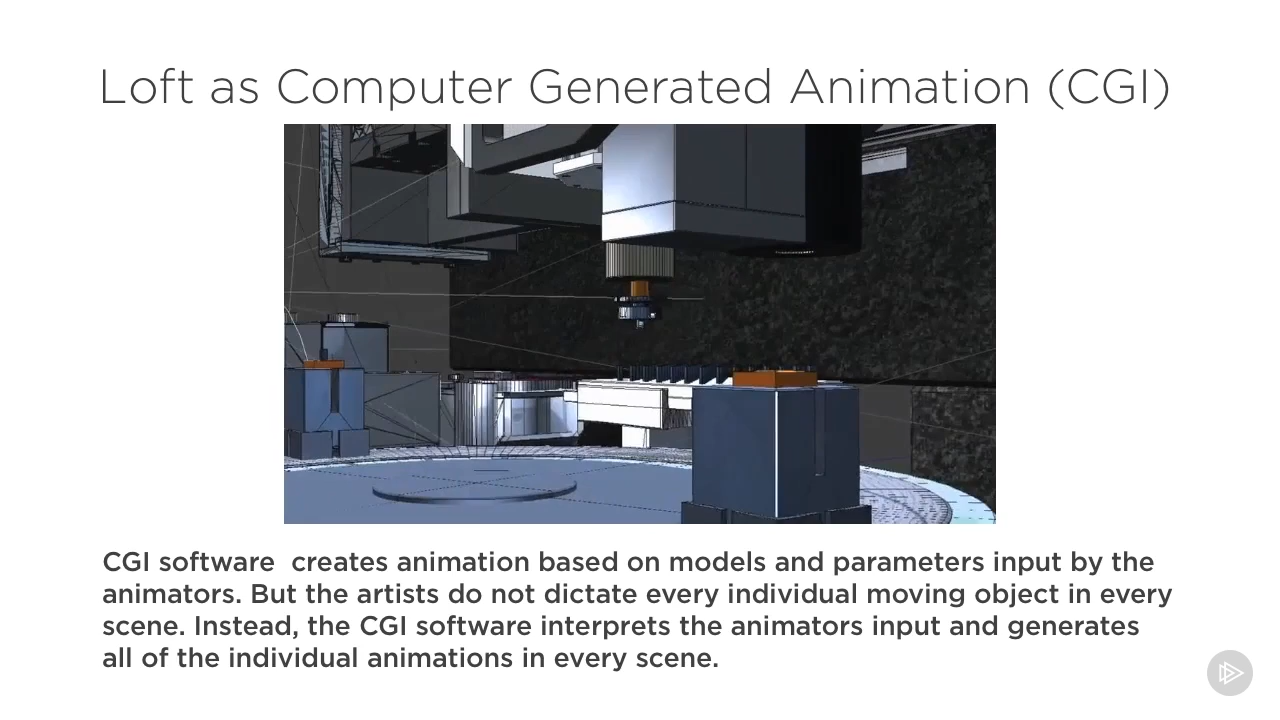 Loft as Computer Generated Animation (CGI)
CGI software  creates animation based on models and parameters input by the
animators. But the artists do not dictate every individual moving object in every
scene. Instead, the CGI software interprets the animators input and generates
all of the individual animations in every scene.